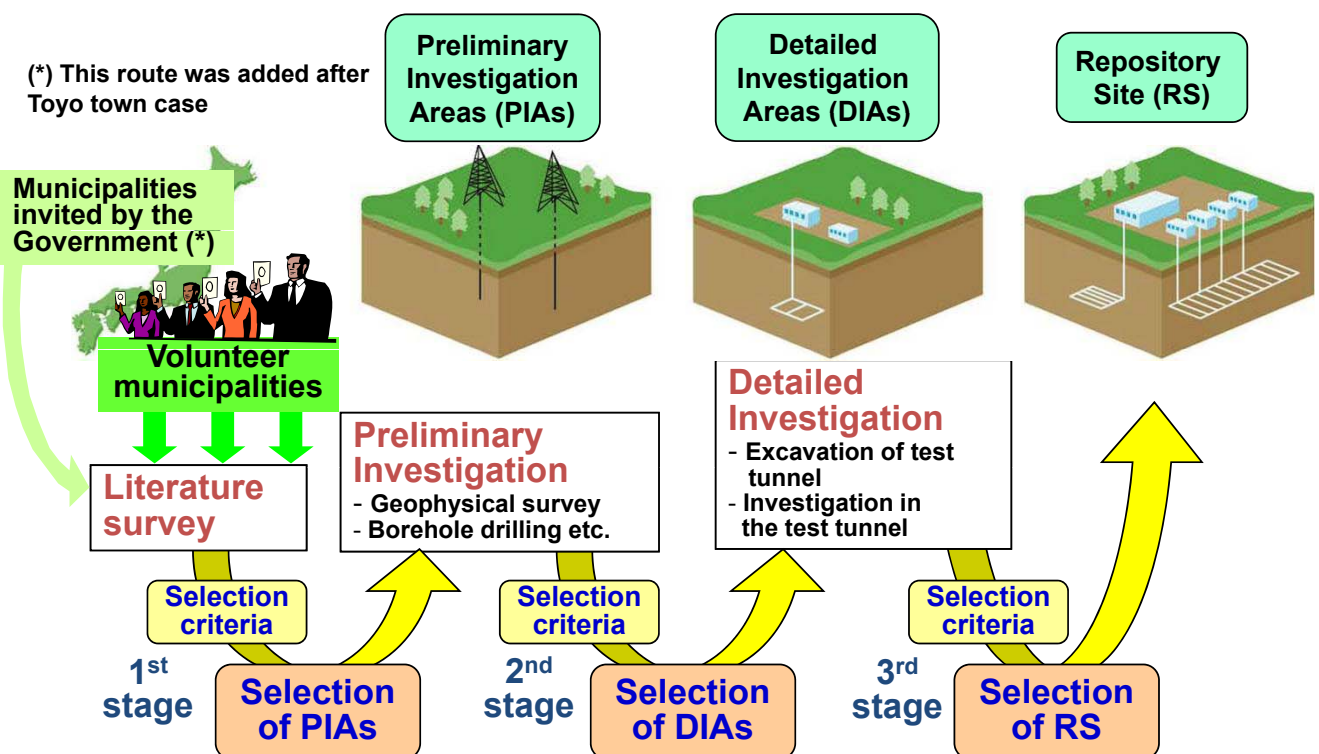 (*) This route was added after
Toyo town case
Preliminary
Investigation
Areas (PIAs)
Detailed
Investigation
Areas (DIAs)
Repository
Site (RS)
Municipalities
invited by the
Government (*)
Volunteer
municipalities
Literature
survey
Preliminary
Investigation
- Geophysical survey
- Borehole drilling etc.
Detailed
Investigation
- Excavation of test
tunnel
- Investigation in
the test tunnel
Selection
criteria
Selection
criteria
Selection
criteria
1st
stage
Selection
of PIAs
2nd
stage
Selection
of DIAs
3rd
stage
Selection
of RS